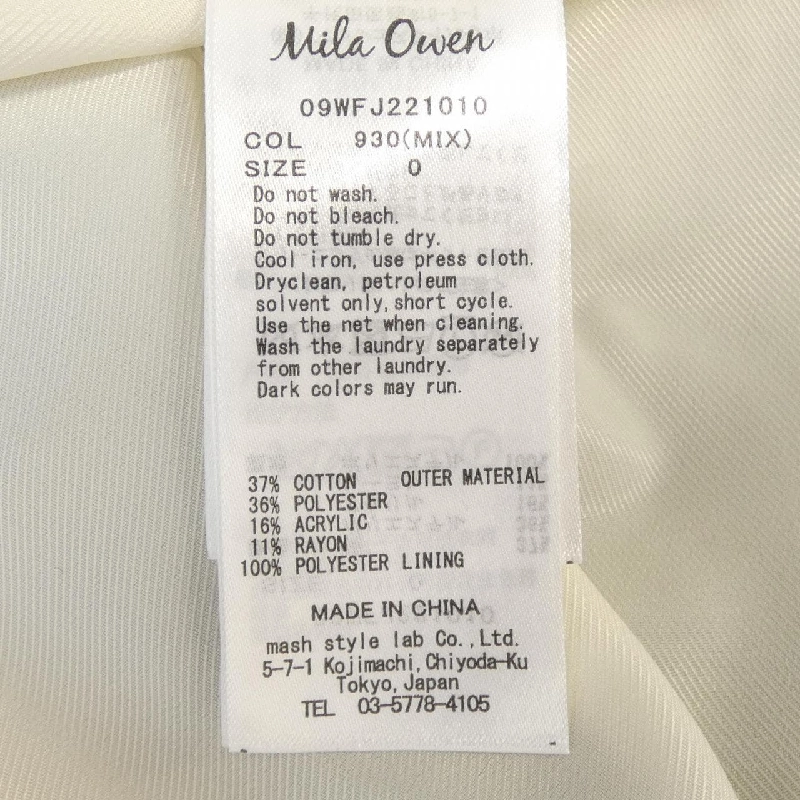 Mila Owen
09WFJ221010
COL 930(MIX)
SIZE 0
Do not wash.
Do not bleach.
Do not tumble dry.
Cool iron, use press cloth.
Dryclean, petroleum
solvent only, short cycle.
Use the net when cleaning.
Wash the laundry separately
from other laundry.
Dark colors may run.
37% COTTON OUTER MATERIAL
36% POLYESTER
16% ACRYLIC
11% RAYON
100% POLYESTER LINING
MADE IN CHINA
mash style lab Co.,Ltd.
5-7-1 Kojimachi,Chiyoda-Ku
Tokyo,Japan
TEL 03-5778-4105